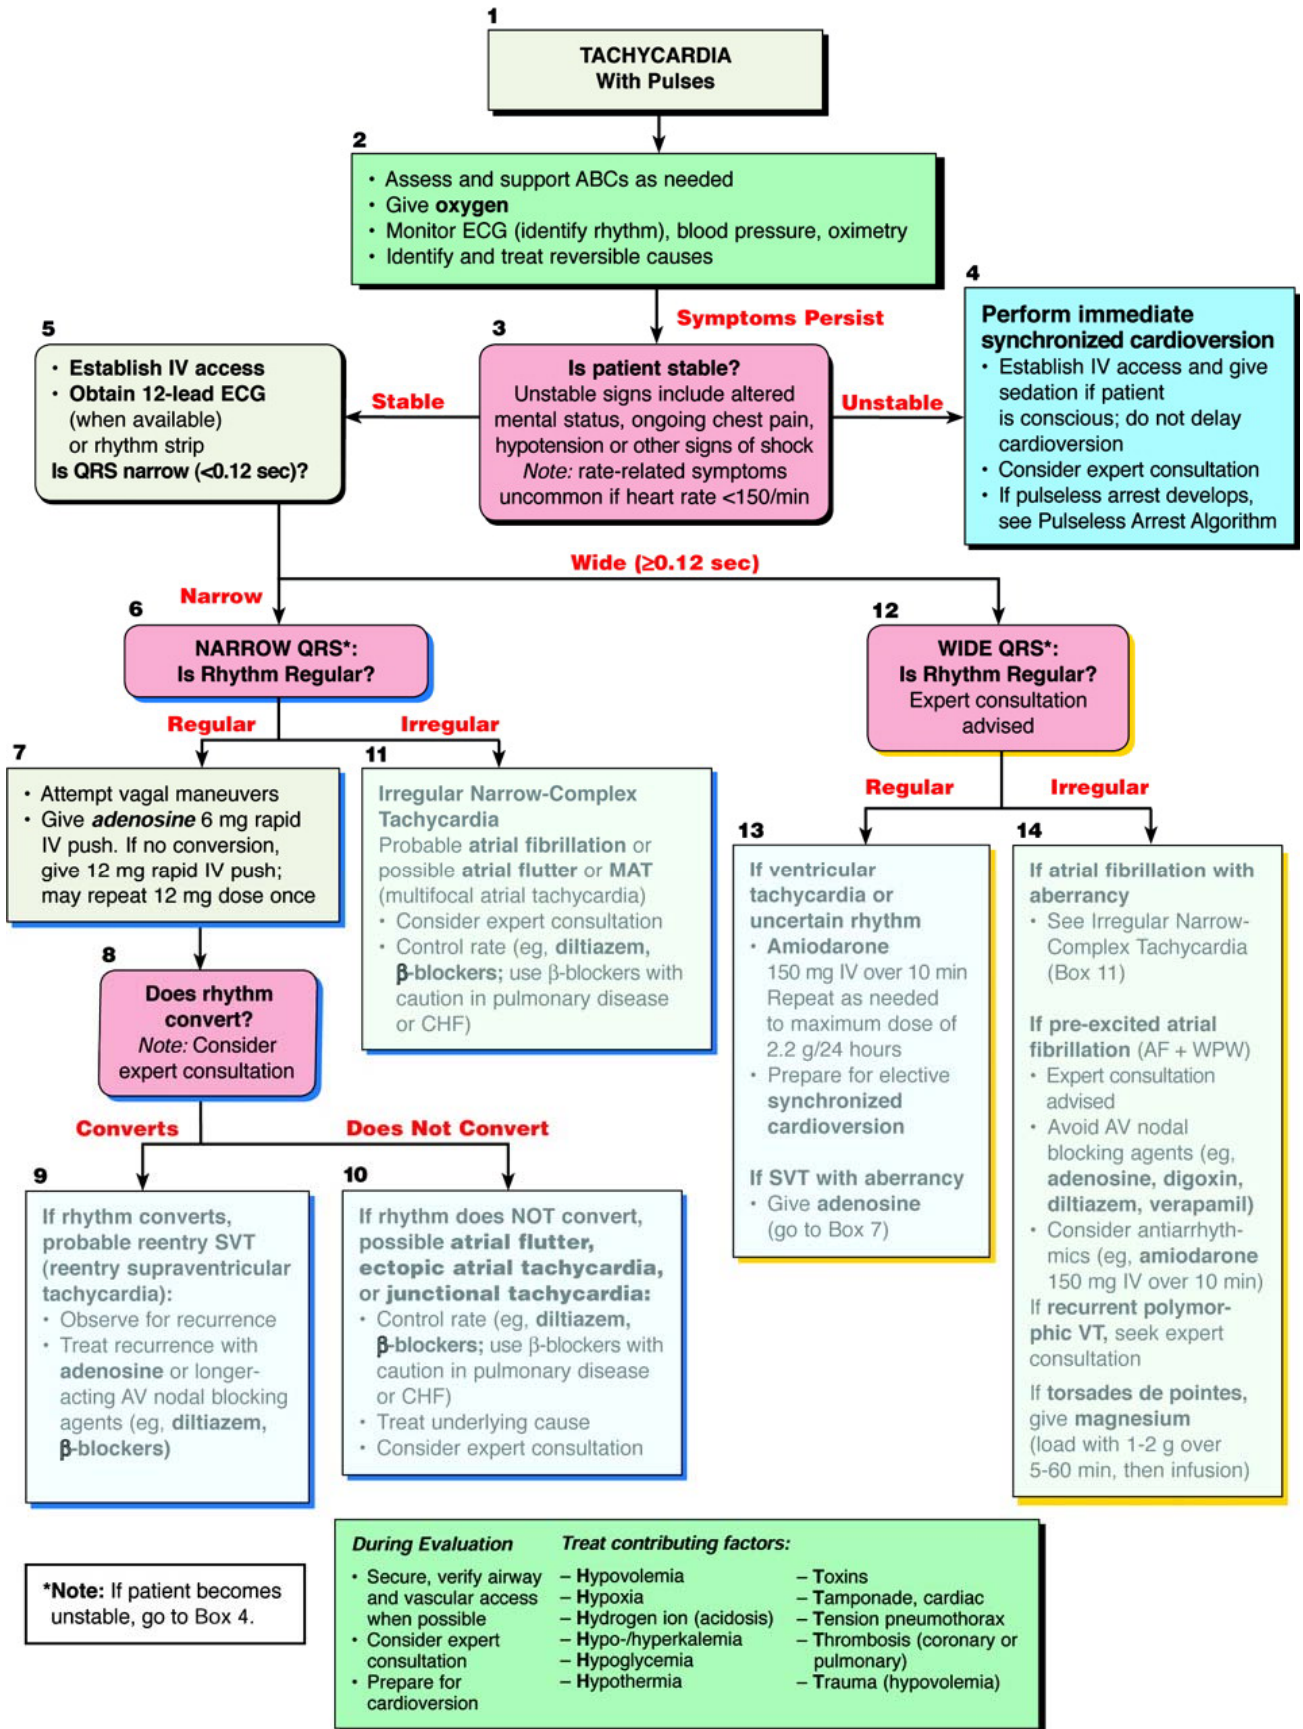 1
TACHYCARDIA
With Pulses
2
• Assess and support ABCs as needed
• Give oxygen
• Monitor ECG (identify rhythm), blood pressure, oximetry
• Identify and treat reversible causes
Symptoms Persist
3
Is patient stable?
Unstable signs include altered
mental status, ongoing chest pain,
hypotension or other signs of shock
Note: rate-related symptoms
uncommon if heart rate <150/min
Stable
Unstable
4
Perform immediate
synchronized cardioversion
• Establish IV access and give
sedation if patient
is conscious; do not delay
cardioversion
• Consider expert consultation
• If pulseless arrest develops,
see Pulseless Arrest Algorithm
5
• Establish IV access
• Obtain 12-lead ECG
(when available)
or rhythm strip
Is QRS narrow (<0.12 sec)?
Narrow
Wide (≥0.12 sec)
6
NARROW QRS*:
Is Rhythm Regular?
Regular
Irregular
7
• Attempt vagal maneuvers
• Give adenosine 6 mg rapid
IV push. If no conversion,
give 12 mg rapid IV push;
may repeat 12 mg dose once
8
Does rhythm
convert?
Note: Consider
expert consultation
Converts
Does Not Convert
9
If rhythm converts,
probable reentry SVT
(reentry supraventricular
tachycardia):
• Observe for recurrence
• Treat recurrence with
adenosine or longer-
acting AV nodal blocking
agents (eg, diltiazem,
β-blockers)
10
If rhythm does NOT convert,
possible atrial flutter,
ectopic atrial tachycardia,
or junctional tachycardia:
• Control rate (eg, diltiazem,
β-blockers; use β-blockers with
caution in pulmonary disease
or CHF)
• Treat underlying cause
• Consider expert consultation
11
Irregular Narrow-Complex
Tachycardia
Probable atrial fibrillation or
possible atrial flutter or MAT
(multifocal atrial tachycardia)
• Consider expert consultation
• Control rate (eg, diltiazem,
β-blockers; use β-blockers with
caution in pulmonary disease
or CHF)
12
WIDE QRS*:
Is Rhythm Regular?
Expert consultation
advised
Regular
Irregular
13
If ventricular
tachycardia or
uncertain rhythm
• Amiodarone
150 mg IV over 10 min
Repeat as needed
to maximum dose of
2.2 g/24 hours
• Prepare for elective
synchronized
cardioversion
If SVT with aberrancy
• Give adenosine
(go to Box 7)
14
If atrial fibrillation with
aberrancy
• See Irregular Narrow-
Complex Tachycardia
(Box 11)
If pre-excited atrial
fibrillation (AF + WPW)
• Expert consultation
advised
• Avoid AV nodal
blocking agents (eg,
adenosine, digoxin,
diltiazem, verapamil)
• Consider antiarrhyth-
mics (eg, amiodarone
150 mg IV over 10 min)
If recurrent polymor-
phic VT, seek expert
consultation
If torsades de pointes,
give magnesium
(load with 1-2 g over
5-60 min, then infusion)
*Note: If patient becomes
unstable, go to Box 4.
During Evaluation
• Secure, verify airway
and vascular access
when possible
• Consider expert
consultation
• Prepare for
cardioversion
Treat contributing factors:
– Hypovolemia
– Hypoxia
– Hydrogen ion (acidosis)
– Hypo-/hyperkalemia
– Hypoglycemia
– Hypothermia
– Toxins
– Tamponade, cardiac
– Tension pneumothorax
– Thrombosis (coronary or
pulmonary)
– Trauma (hypovolemia)